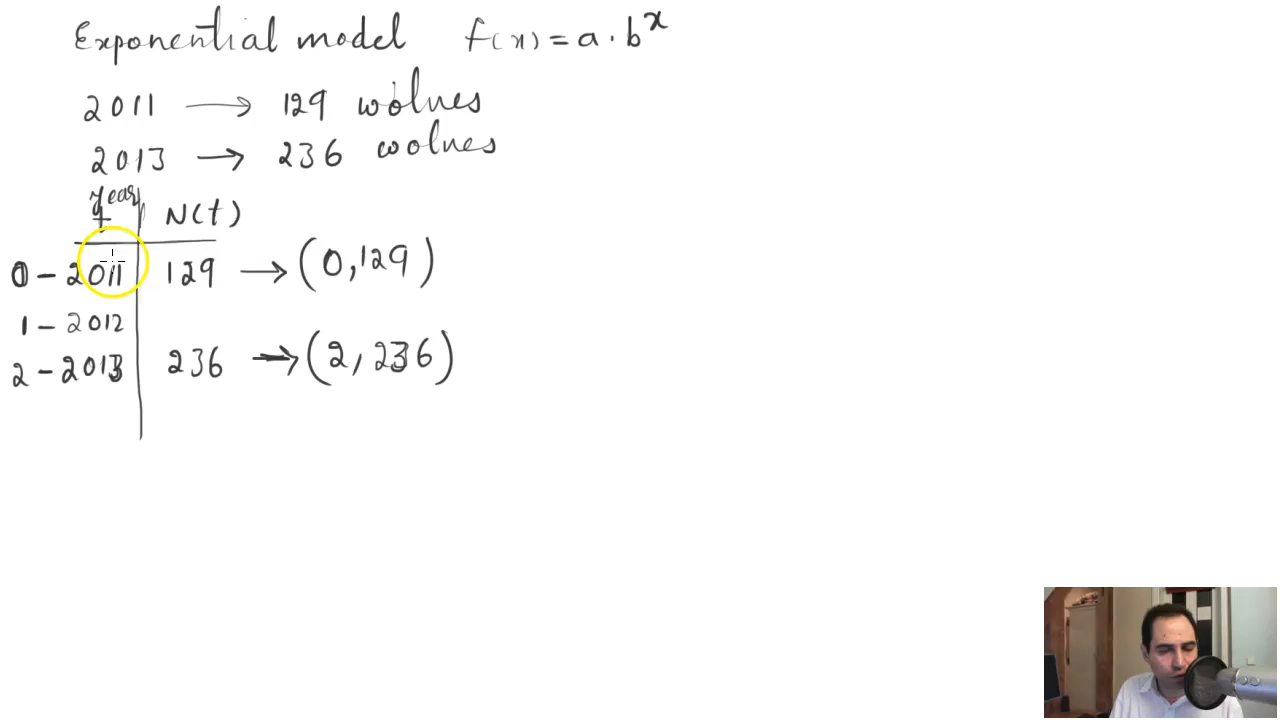 Exponential model f(x) = a · b^x
2011 → 129 wolves
2013 → 236 wolves
year
t N(t)
0 - 2011 129 → (0, 129)
1 - 2012
2 - 2013 236 → (2, 236)